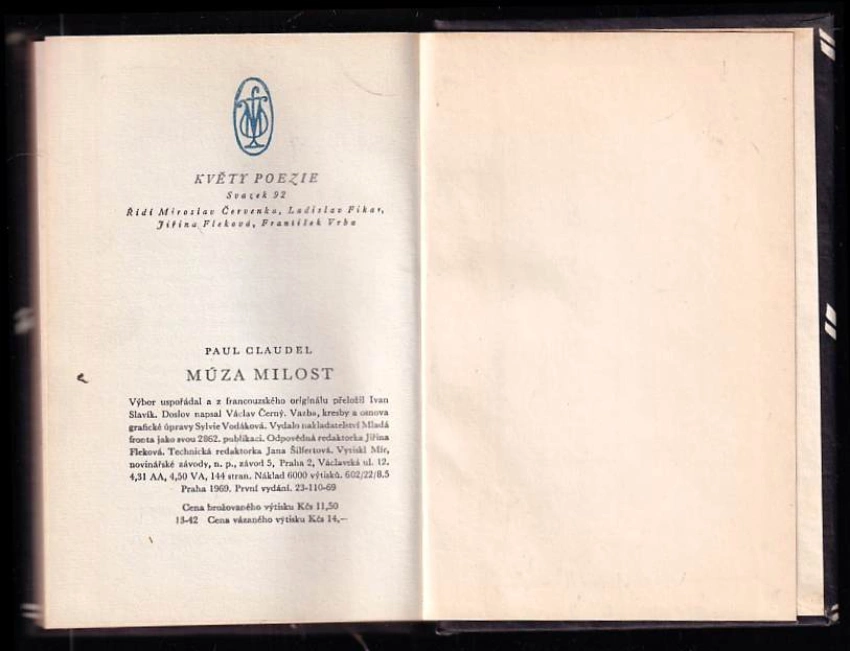 KVĚTY POEZIE
Svazek 92
Řídí Miroslav Červenka, Ladislav Fikar,
Jiřina Fleková, František Vrba
PAUL CLAUDEL
MÚZA MILOST
Výbor uspořádal a z francouzského originálu přeložil Ivan
Slavík. Doslov napsal Václav Černý. Vazba, kresby a osnova
grafické úpravy Sylvie Vodáková. Vydalo nakladatelství Mladá
fronta jako svou 2862. publikaci. Odpovědná redaktorka Jiřina
Fleková. Technická redaktorka Jana Šilfertová. Vytiskl Mír,
novinářské závody, n. p., závod 5, Praha 2, Václavská ul. 12.
4,31 AA, 4,50 VA, 144 stran. Náklad 6000 výtisků. 602/22/8.5
Praha 1969. První vydání. 23-110-69
Cena brožovaného výtisku Kčs 11,50
13-42 Cena vázaného výtisku Kčs 14,—